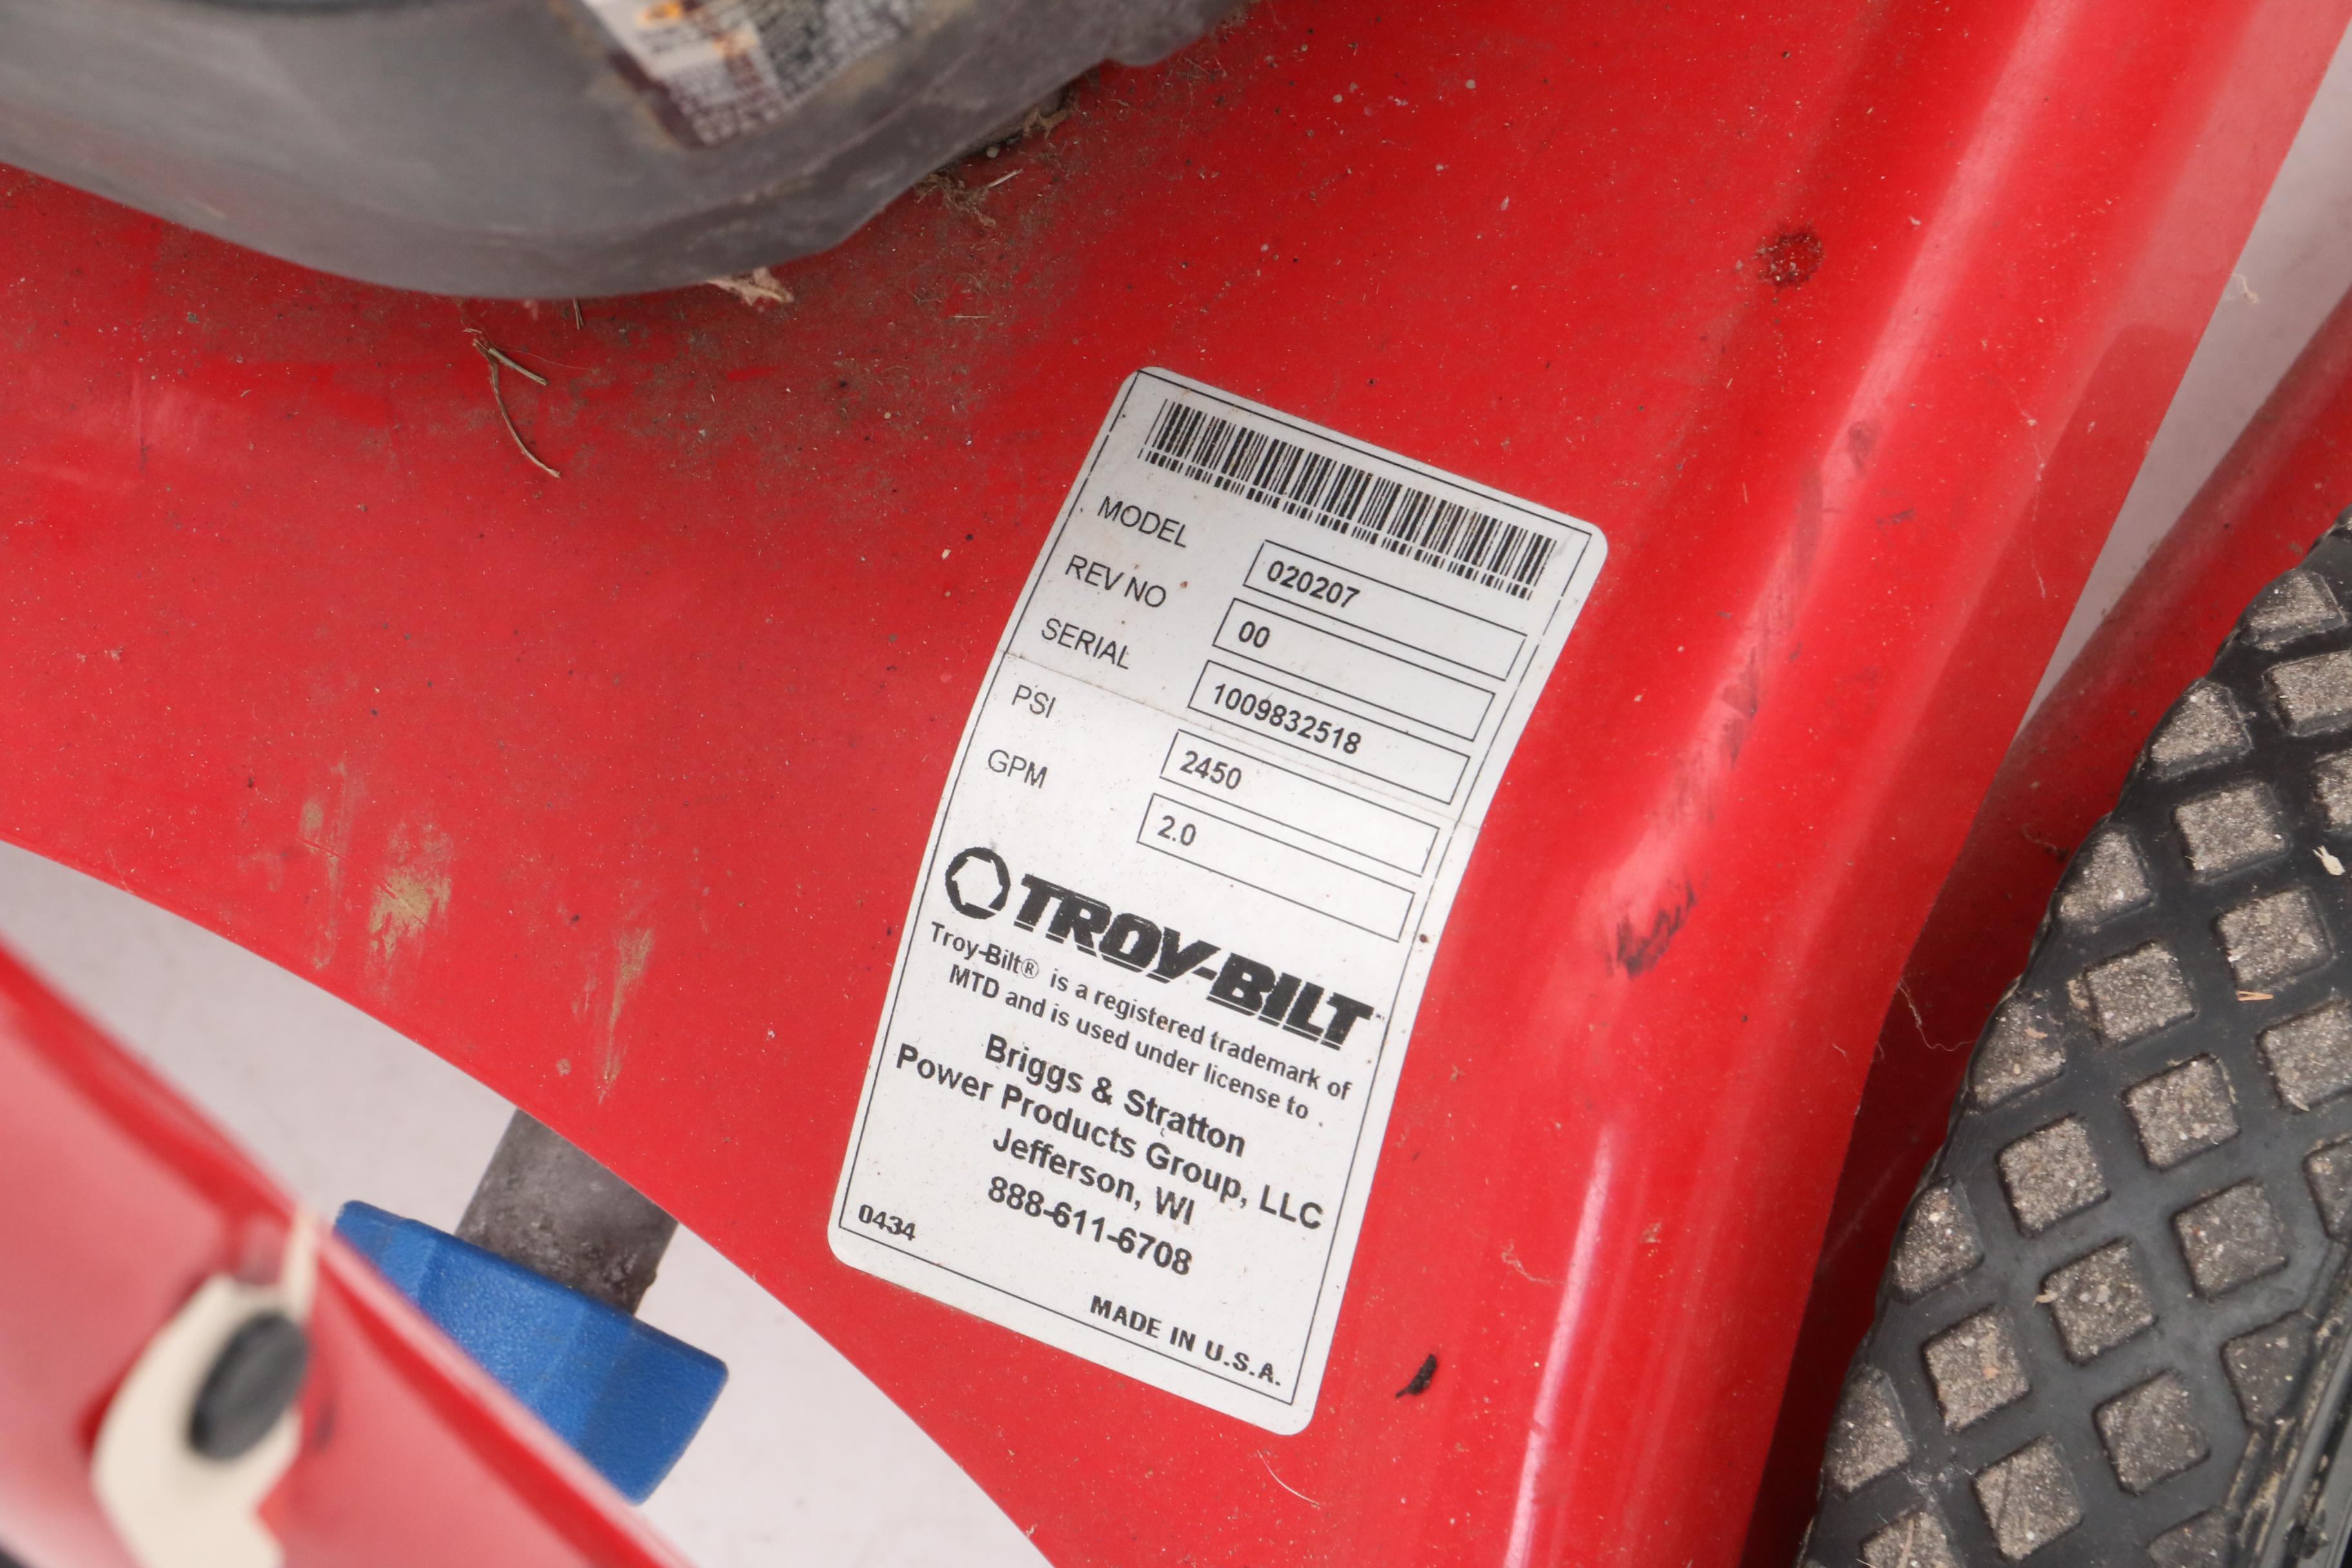 MODEL 020207
REV NO 00
SERIAL 1009832518
PSI 2450
GPM 2.0
TROY-BILT
Troy-Bilt® is a registered trademark of
MTD and is used under license to
Briggs & Stratton
Power Products Group, LLC
Jefferson, WI
888-611-6708
0434
MADE IN U.S.A.